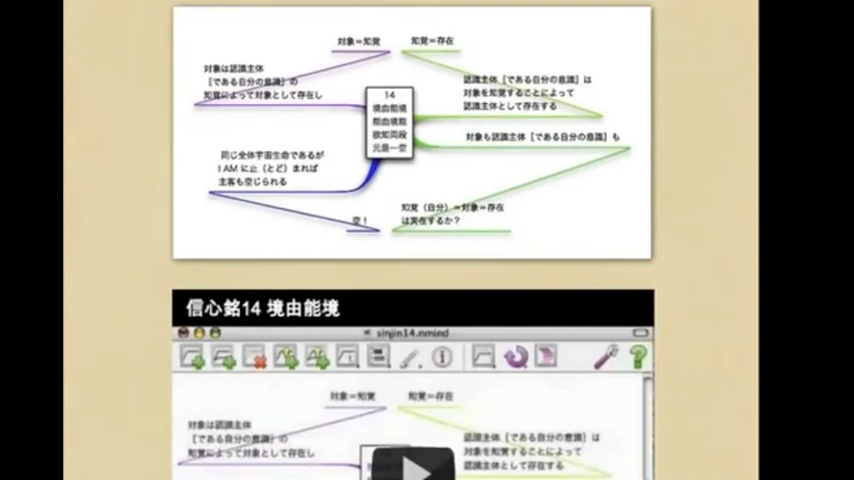 対象＝知覚
知覚＝存在
対象は認識主体
［である自分の意識］の
知覚によって対象として存在し
認識主体［である自分の意識］は
対象を知覚することによって
認識主体として存在する
14
境由能境
能由境能
欲知両段
元是一空
対象も認識主体［である自分の意識］も
同じ全体宇宙生命であるが
I AM に止（とど）まれば
主客も空じられる
知覚（自分）＝対象＝存在
は実在するか？
空！
信心銘14 境由能境
sinjin14.nmind
対象＝知覚
知覚＝存在
対象は認識主体
［である自分の意識］の
知覚によって対象として存在し
認識主体［である自分の意識］は
対象を知覚することによって
認識主体として存在する